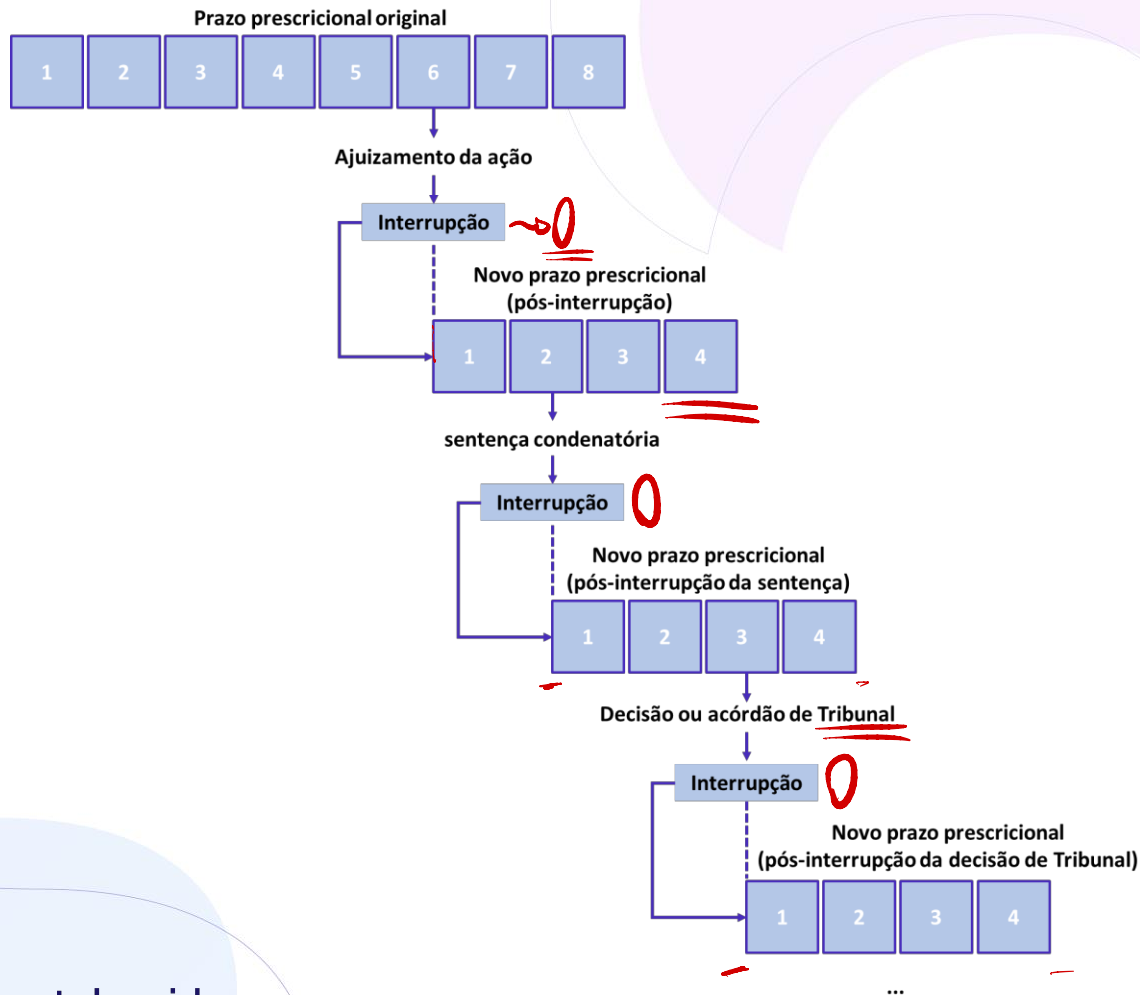 Prazo prescricional original
1 2 3 4 5 6 7 8
Ajuizamento da ação
Interrupção 0
Novo prazo prescricional
(pós-interrupção)
1 2 3 4
sentença condenatória
Interrupção 0
Novo prazo prescricional
(pós-interrupção da sentença)
1 2 3 4
Decisão ou acórdão de Tribunal
Interrupção 0
Novo prazo prescricional
(pós-interrupção da decisão de Tribunal)
1 2 3 4
...